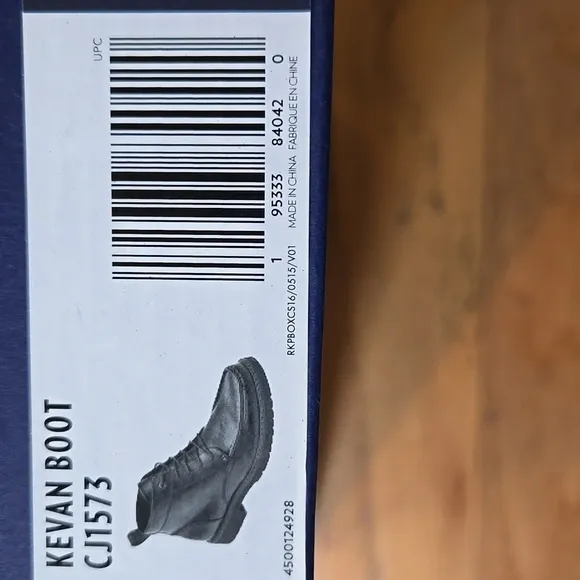 KEVAN BOOT
CJ1573
UPC
1 95333 84042 0
MADE IN CHINA FABRIQUE EN CHINE
RKPBOXCS16/0515/V01
4500124928